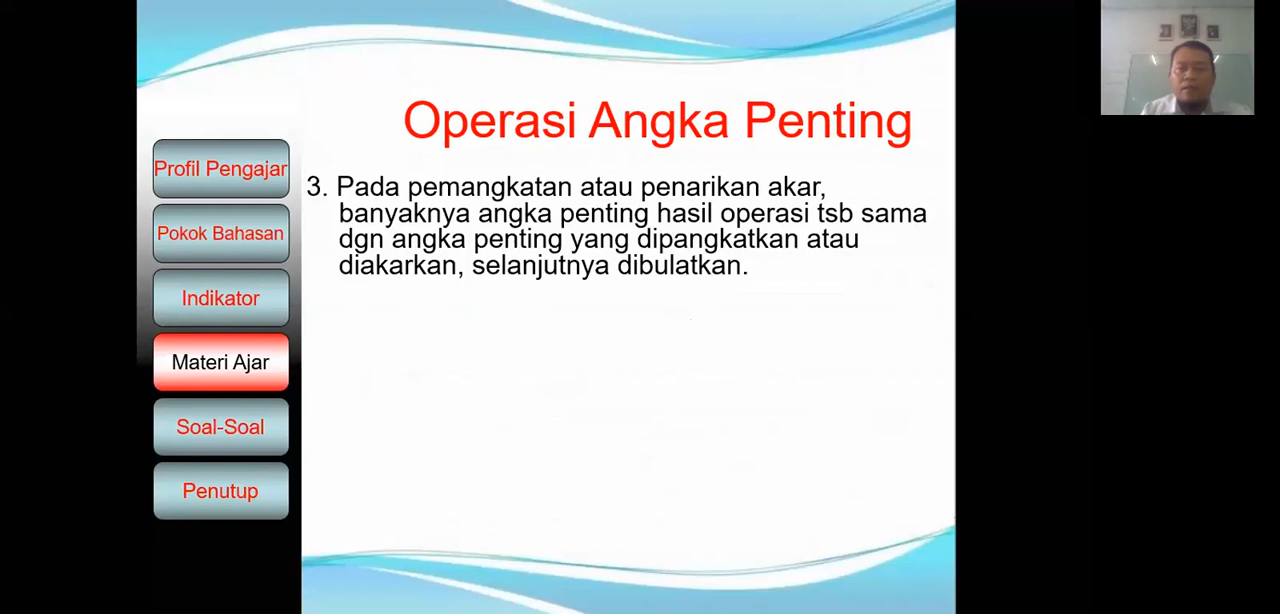 Operasi Angka Penting
Profil Pengajar
Pokok Bahasan
Indikator
Materi Ajar
Soal-Soal
Penutup
3. Pada pemangkatan atau penarikan akar,
banyaknya angka penting hasil operasi tsb sama
dgn angka penting yang dipangkatkan atau
diakarkan, selanjutnya dibulatkan.